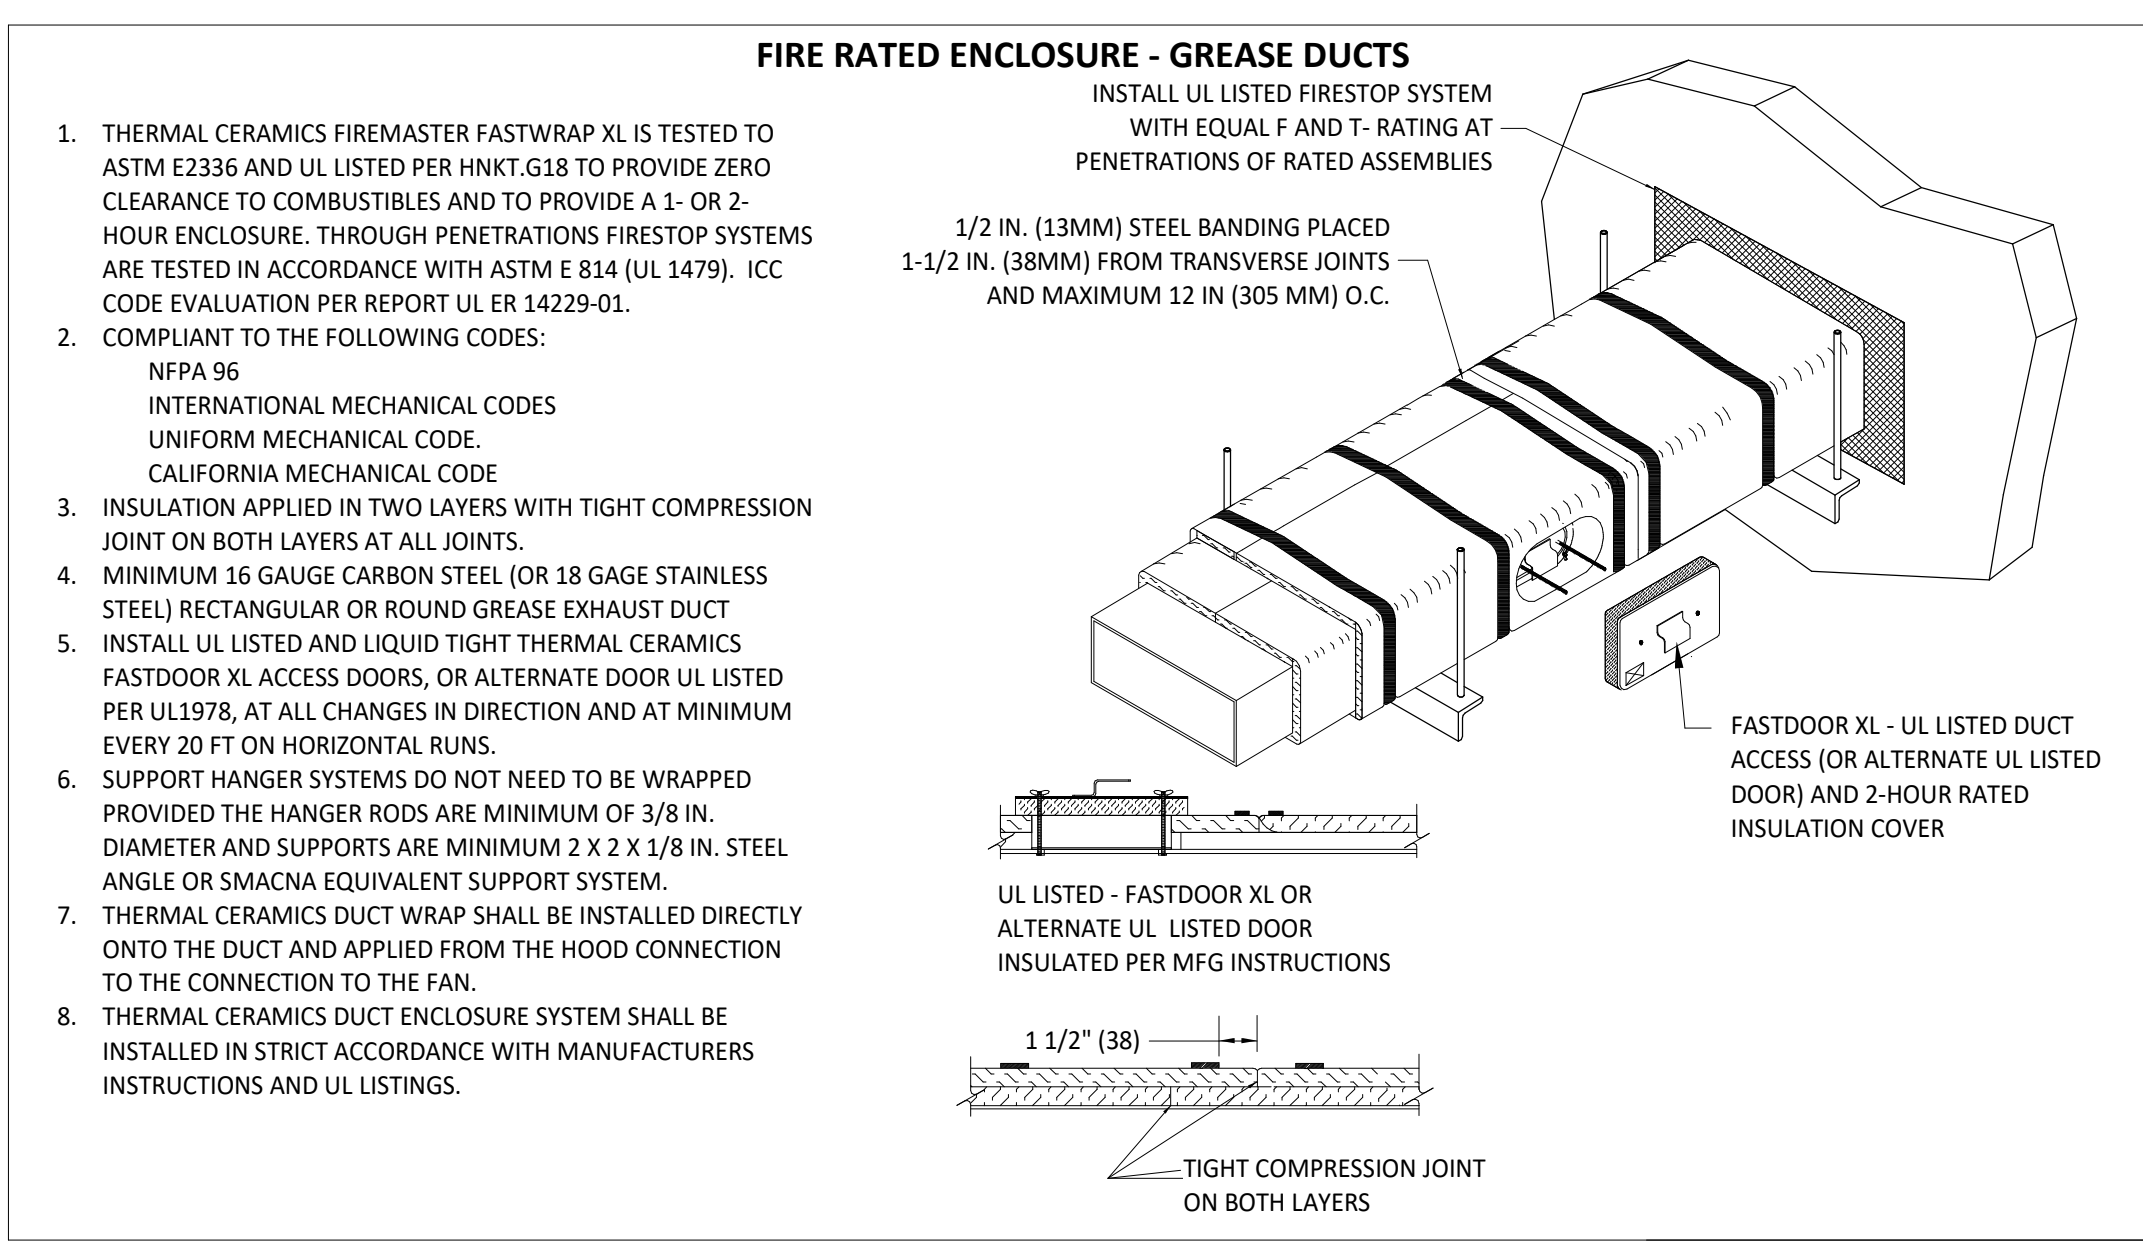 FIRE RATED ENCLOSURE - GREASE DUCTS
1. THERMAL CERAMICS FIREMASTER FASTWRAP XL IS TESTED TO
ASTM E2336 AND UL LISTED PER HNKT.G18 TO PROVIDE ZERO
CLEARANCE TO COMBUSTIBLES AND TO PROVIDE A 1- OR 2-
HOUR ENCLOSURE. THROUGH PENETRATIONS FIRESTOP SYSTEMS
ARE TESTED IN ACCORDANCE WITH ASTM E 814 (UL 1479).  ICC
CODE EVALUATION PER REPORT UL ER 14229-01.
2. COMPLIANT TO THE FOLLOWING CODES:
NFPA 96
INTERNATIONAL MECHANICAL CODES
UNIFORM MECHANICAL CODE.
CALIFORNIA MECHANICAL CODE
3. INSULATION APPLIED IN TWO LAYERS WITH TIGHT COMPRESSION
JOINT ON BOTH LAYERS AT ALL JOINTS.
4. MINIMUM 16 GAUGE CARBON STEEL (OR 18 GAGE STAINLESS
STEEL) RECTANGULAR OR ROUND GREASE EXHAUST DUCT
5. INSTALL UL LISTED AND LIQUID TIGHT THERMAL CERAMICS
FASTDOOR XL ACCESS DOORS, OR ALTERNATE DOOR UL LISTED
PER UL1978, AT ALL CHANGES IN DIRECTION AND AT MINIMUM
EVERY 20 FT ON HORIZONTAL RUNS.
6. SUPPORT HANGER SYSTEMS DO NOT NEED TO BE WRAPPED
PROVIDED THE HANGER RODS ARE MINIMUM OF 3/8 IN.
DIAMETER AND SUPPORTS ARE MINIMUM 2 X 2 X 1/8 IN. STEEL
ANGLE OR SMACNA EQUIVALENT SUPPORT SYSTEM.
7. THERMAL CERAMICS DUCT WRAP SHALL BE INSTALLED DIRECTLY
ONTO THE DUCT AND APPLIED FROM THE HOOD CONNECTION
TO THE CONNECTION TO THE FAN.
8. THERMAL CERAMICS DUCT ENCLOSURE SYSTEM SHALL BE
INSTALLED IN STRICT ACCORDANCE WITH MANUFACTURERS
INSTRUCTIONS AND UL LISTINGS.
INSTALL UL LISTED FIRESTOP SYSTEM
WITH EQUAL F AND T- RATING AT
PENETRATIONS OF RATED ASSEMBLIES
1/2 IN. (13MM) STEEL BANDING PLACED
1-1/2 IN. (38MM) FROM TRANSVERSE JOINTS
AND MAXIMUM 12 IN (305 MM) O.C.
FASTDOOR XL - UL LISTED DUCT
ACCESS (OR ALTERNATE UL LISTED
DOOR) AND 2-HOUR RATED
INSULATION COVER
UL LISTED - FASTDOOR XL OR
ALTERNATE UL  LISTED DOOR
INSULATED PER MFG INSTRUCTIONS
1 1/2" (38)
TIGHT COMPRESSION JOINT
ON BOTH LAYERS